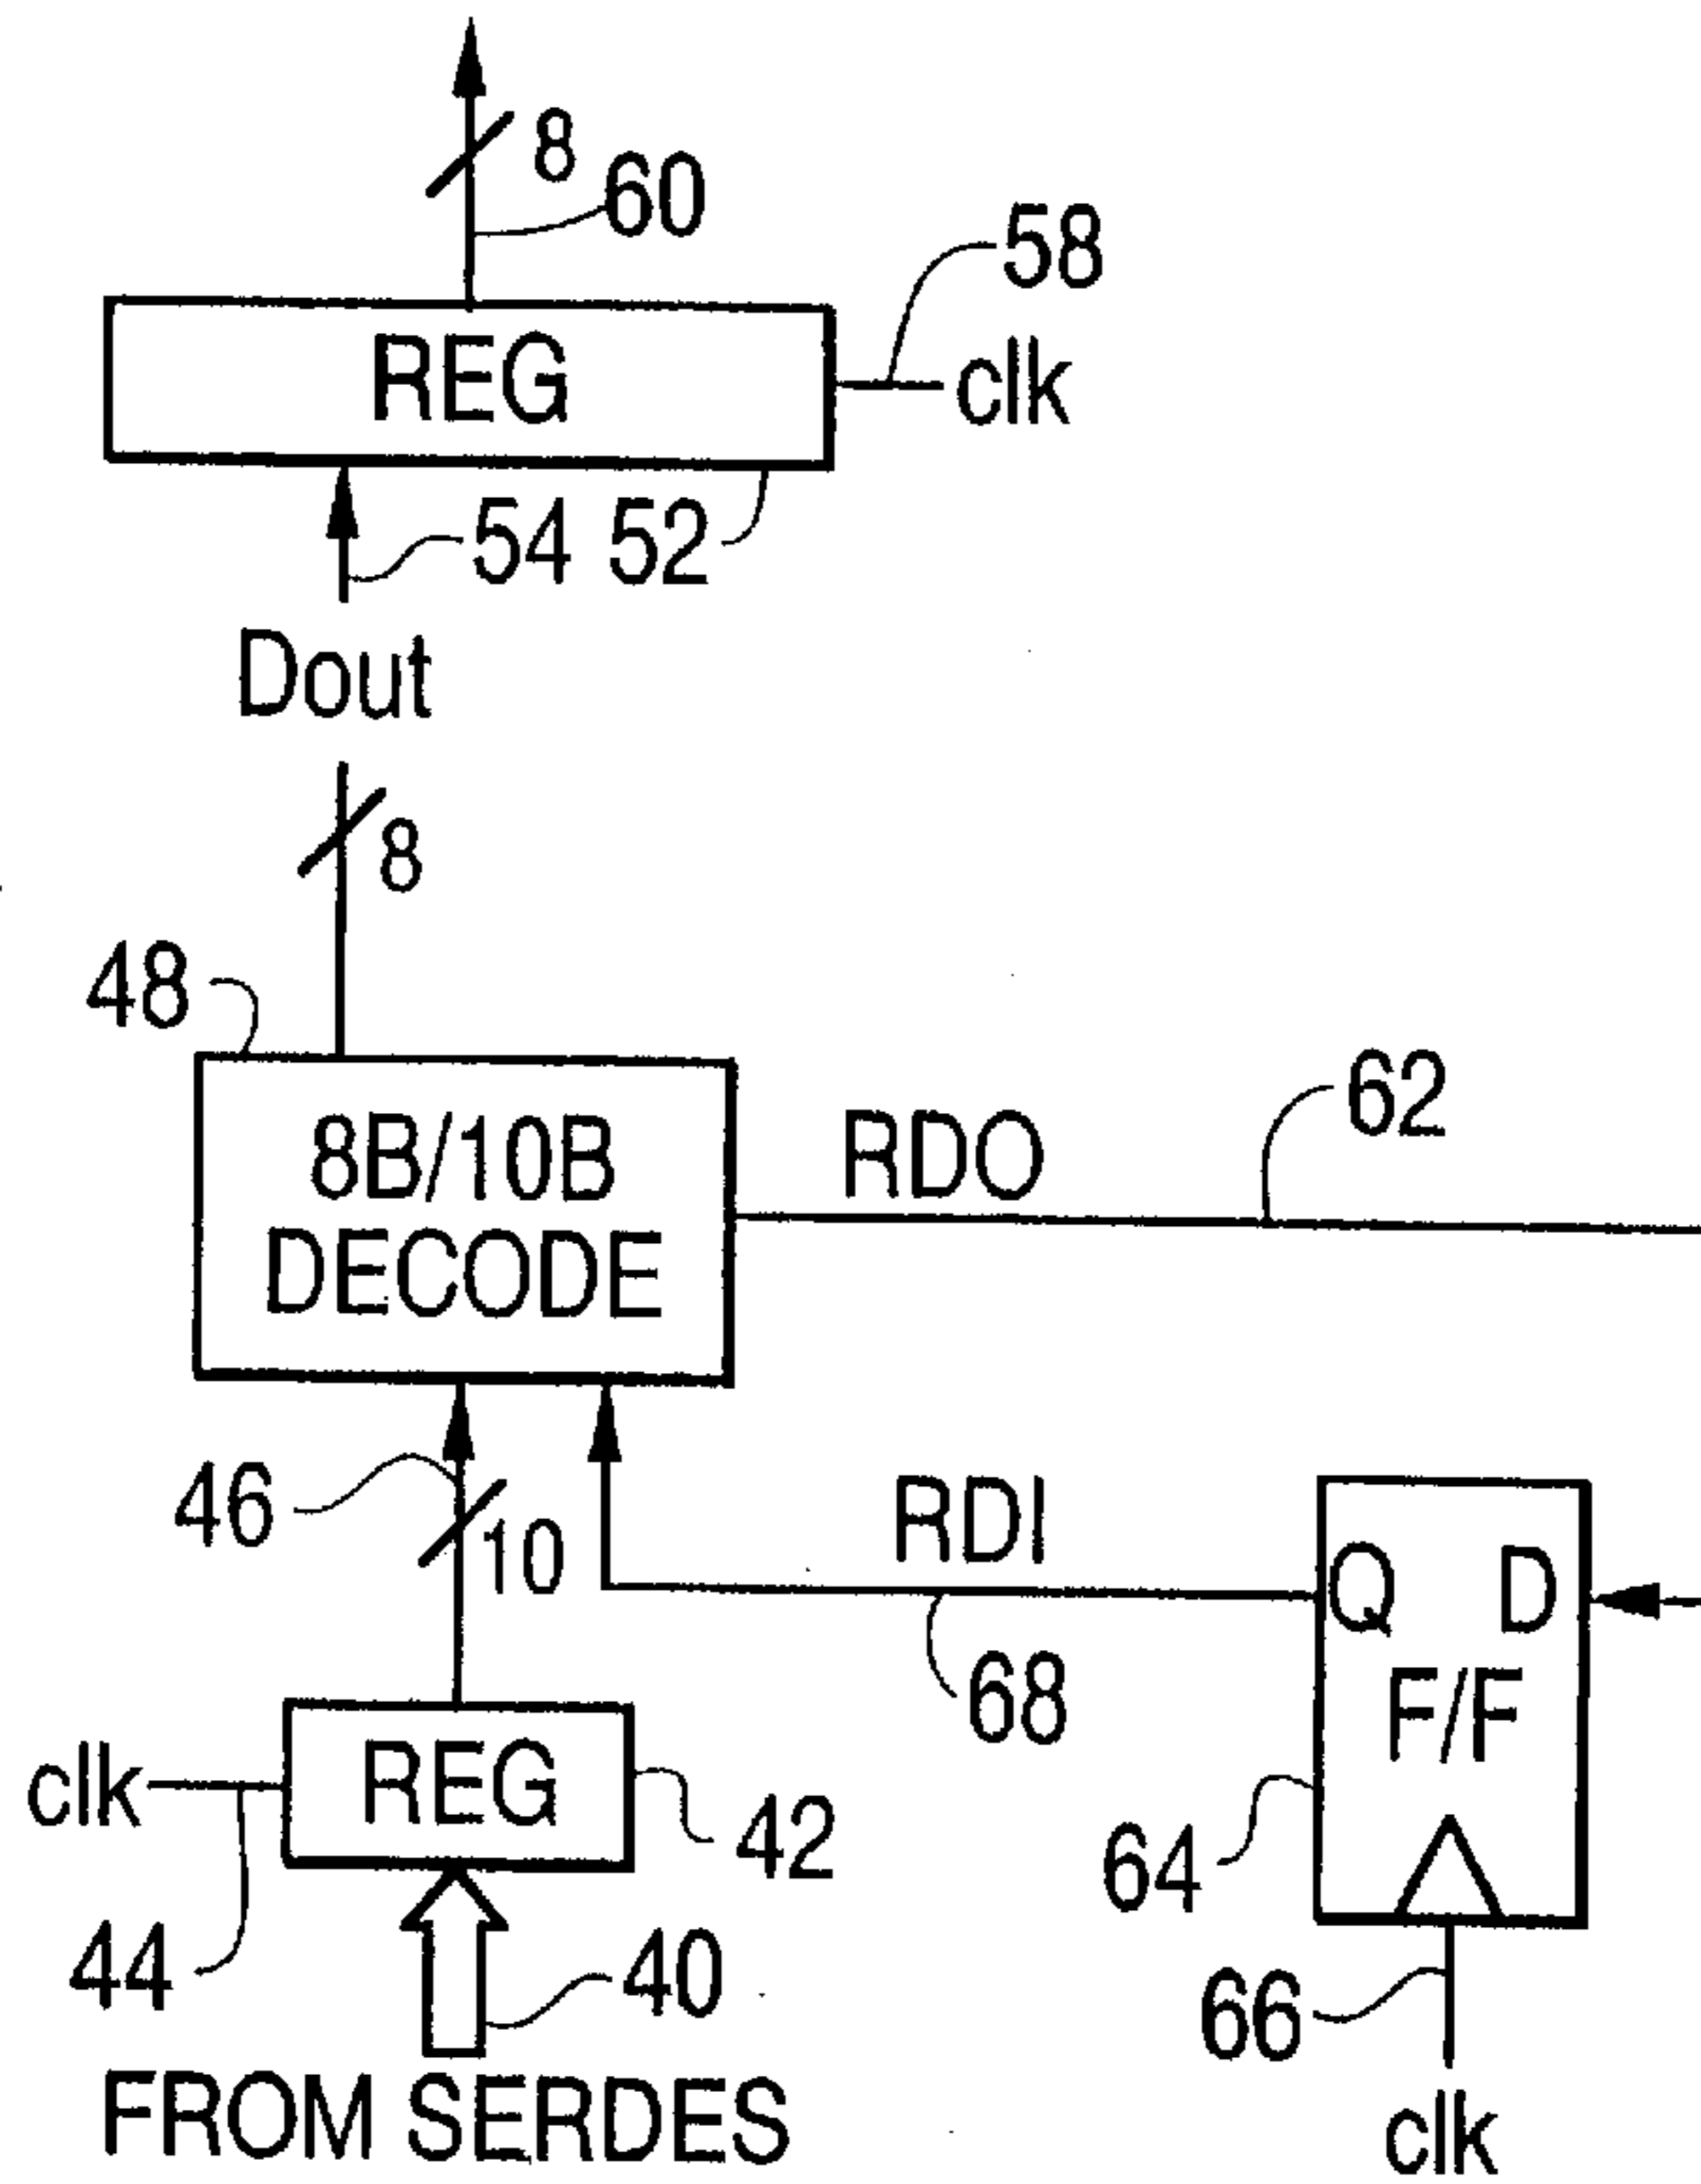 8
60
58
REG
clk
54 52
Dout
8
48
8B/10B
DECODE
RDO
62
46
10
RDI
Q D
F/F
68
clk
REG
42
64
44
40
66
FROM SERDES
clk